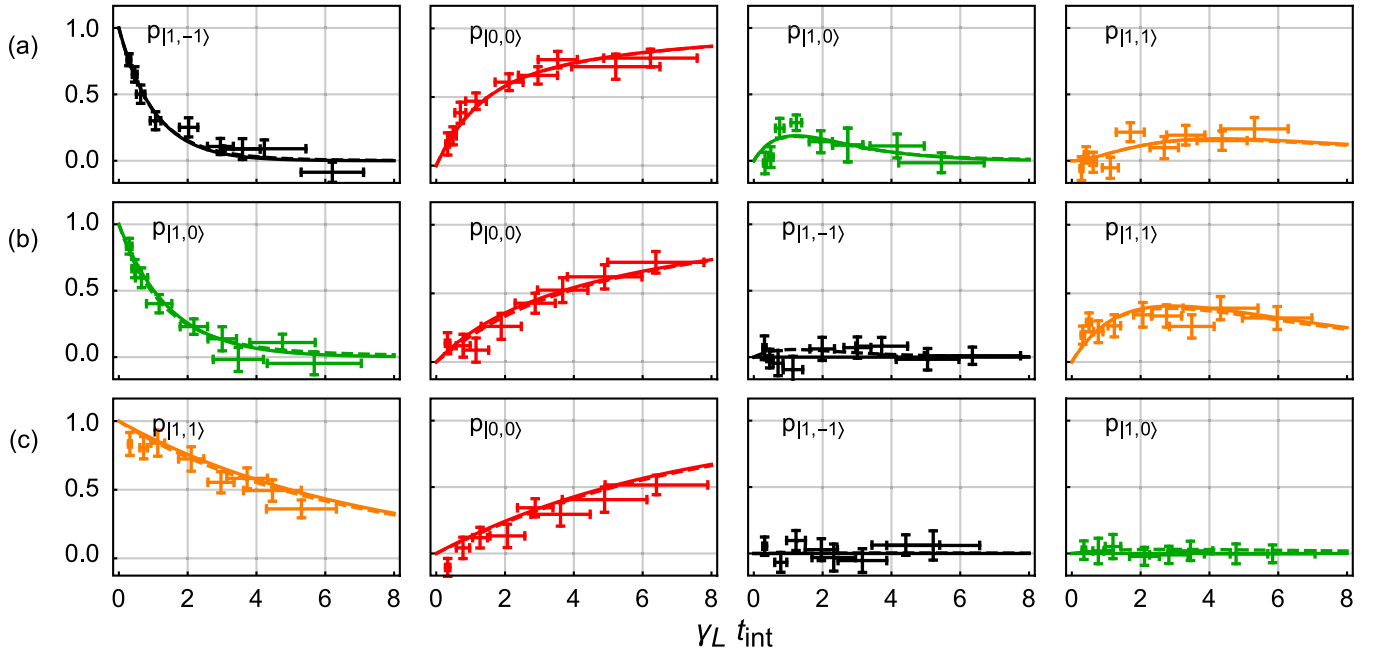 (a) p|1,-1⟩ p|0,0⟩ p|1,0⟩ p|1,1⟩
1.0
0.5
0.0
(b) p|1,0⟩ p|0,0⟩ p|1,-1⟩ p|1,1⟩
1.0
0.5
0.0
(c) p|1,1⟩ p|0,0⟩ p|1,-1⟩ p|1,0⟩
1.0
0.5
0.0
0 2 4 6 8 0 2 4 6 8 0 2 4 6 8 0 2 4 6 8
γL tint